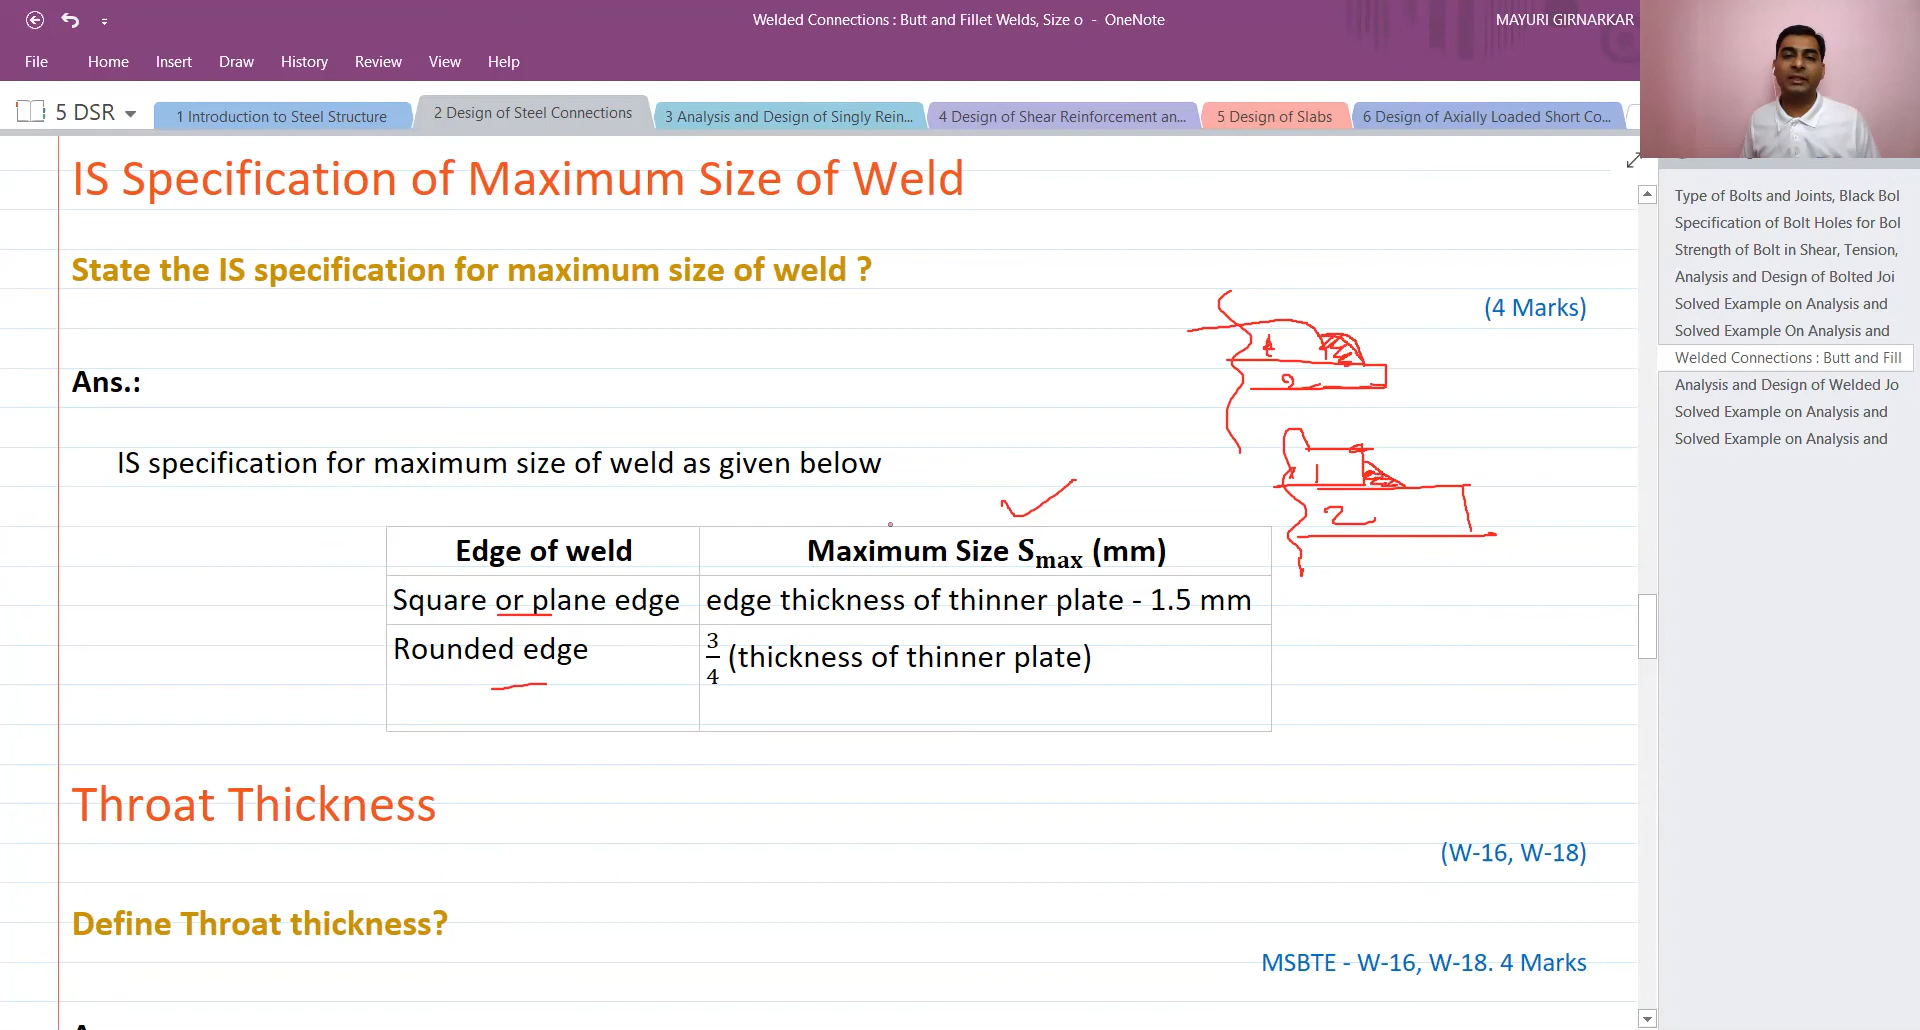 Welded Connections : Butt and Fillet Welds, Size o - OneNote
MAYURI GIRNARKAR
File Home Insert Draw History Review View Help
5 DSR
1 Introduction to Steel Structure
2 Design of Steel Connections
3 Analysis and Design of Singly Rein...
4 Design of Shear Reinforcement an...
5 Design of Slabs
6 Design of Axially Loaded Short Co...
IS Specification of Maximum Size of Weld
State the IS specification for maximum size of weld ?
(4 Marks)
Ans.:
IS specification for maximum size of weld as given below
1
2
Edge of weld Maximum Size Smax (mm)
Square or plane edge edge thickness of thinner plate - 1.5 mm
Rounded edge 3/4 (thickness of thinner plate)
Throat Thickness
(W-16, W-18)
Define Throat thickness?
MSBTE - W-16, W-18. 4 Marks
Type of Bolts and Joints, Black Bol
Specification of Bolt Holes for Bol
Strength of Bolt in Shear, Tension,
Analysis and Design of Bolted Joi
Solved Example on Analysis and
Solved Example On Analysis and
Welded Connections : Butt and Fill
Analysis and Design of Welded Jo
Solved Example on Analysis and
Solved Example on Analysis and